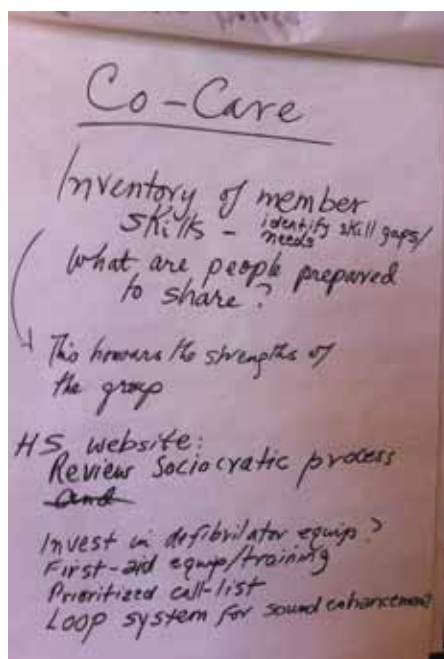 Co-Care
Inventory of member
skills - identify skill gaps/
needs
What are people prepared
to share?
This honours the strengths of
the group
HS website:
Review Sociocratic process
and
Invest in defibrilator equip?
First-aid equip/training
Prioritized call-list
Loop system for sound enhancement